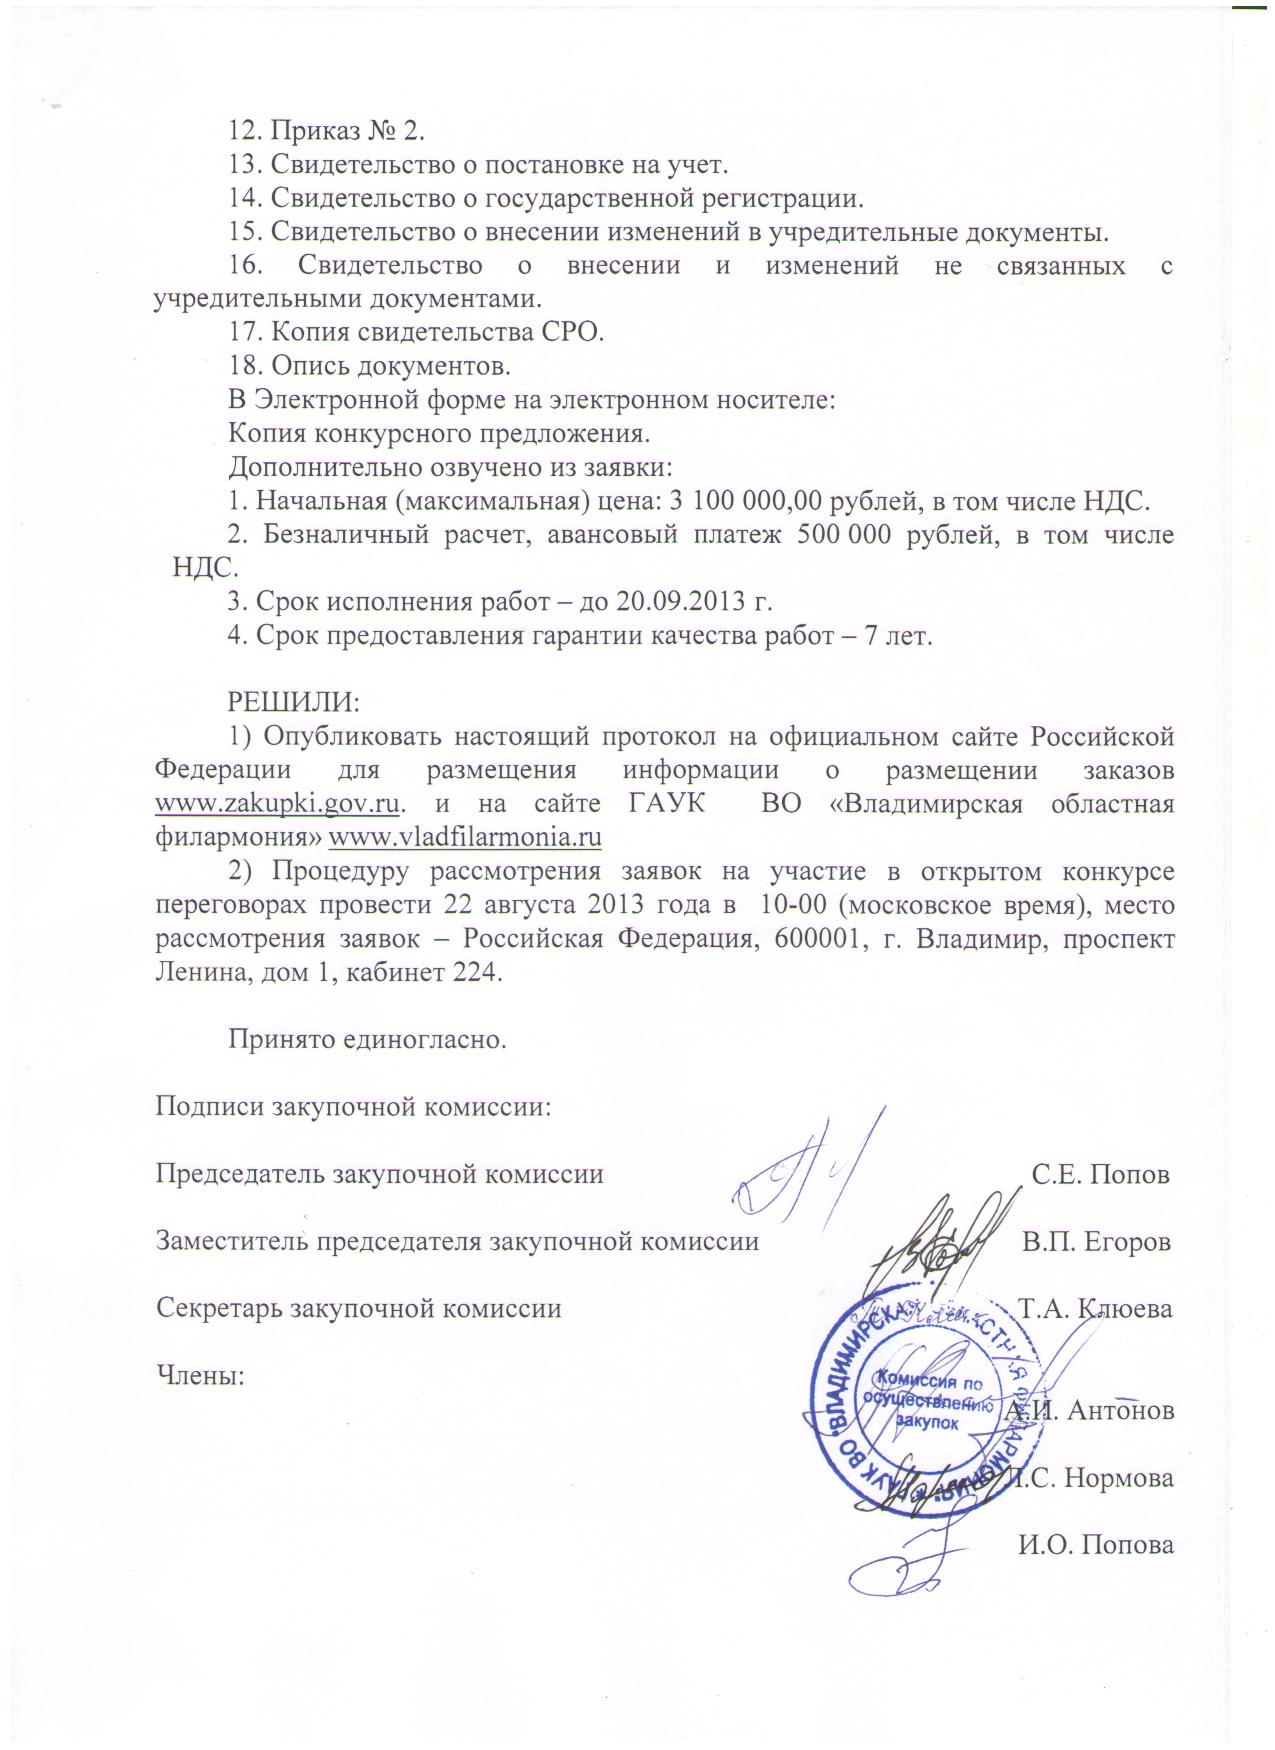 12. Приказ № 2.
13. Свидетельство о постановке на учет.
14. Свидетельство о государственной регистрации.
15. Свидетельство о внесении изменений в учредительные документы.
16. Свидетельство о внесении и изменений не связанных с
учредительными документами.
17. Копия свидетельства СРО.
18. Опись документов.
В Электронной форме на электронном носителе:
Копия конкурсного предложения.
Дополнительно озвучено из заявки:
1. Начальная (максимальная) цена: 3 100 000,00 рублей, в том числе НДС.
2. Безналичный расчет, авансовый платеж 500 000 рублей, в том числе
НДС.
3. Срок исполнения работ – до 20.09.2013 г.
4. Срок предоставления гарантии качества работ – 7 лет.
РЕШИЛИ:
1) Опубликовать настоящий протокол на официальном сайте Российской
Федерации для размещения информации о размещении заказов
www.zakupki.gov.ru. и на сайте ГАУК ВО «Владимирская областная
филармония» www.vladfilarmonia.ru
2) Процедуру рассмотрения заявок на участие в открытом конкурсе
переговорах провести 22 августа 2013 года в 10-00 (московское время), место
рассмотрения заявок – Российская Федерация, 600001, г. Владимир, проспект
Ленина, дом 1, кабинет 224.
Принято единогласно.
Подписи закупочной комиссии:
Председатель закупочной комиссии С.Е. Попов
Заместитель председателя закупочной комиссии В.П. Егоров
Секретарь закупочной комиссии Т.А. Клюева
Члены:
А.И. Антонов
Л.С. Нормова
И.О. Попова
ГАУК ВО "ВЛАДИМИРСКАЯ ОБЛАСТНАЯ ФИЛАРМОНИЯ"
Комиссия по
осуществлению
закупок